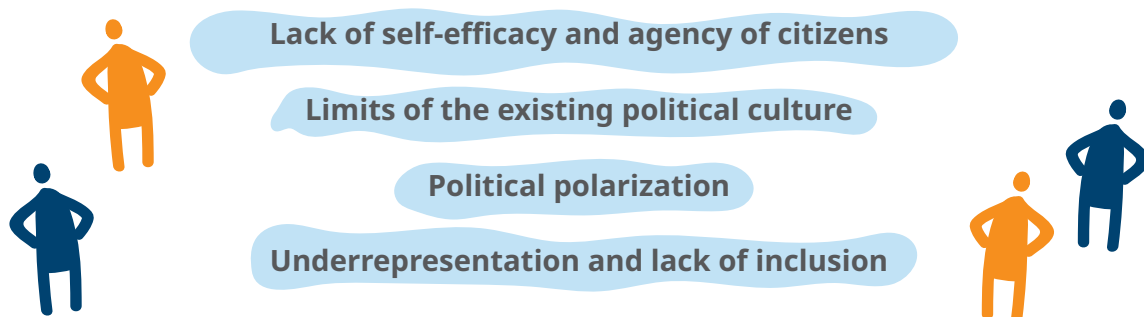 Lack of self-efficacy and agency of citizens
Limits of the existing political culture
Political polarization
Underrepresentation and lack of inclusion